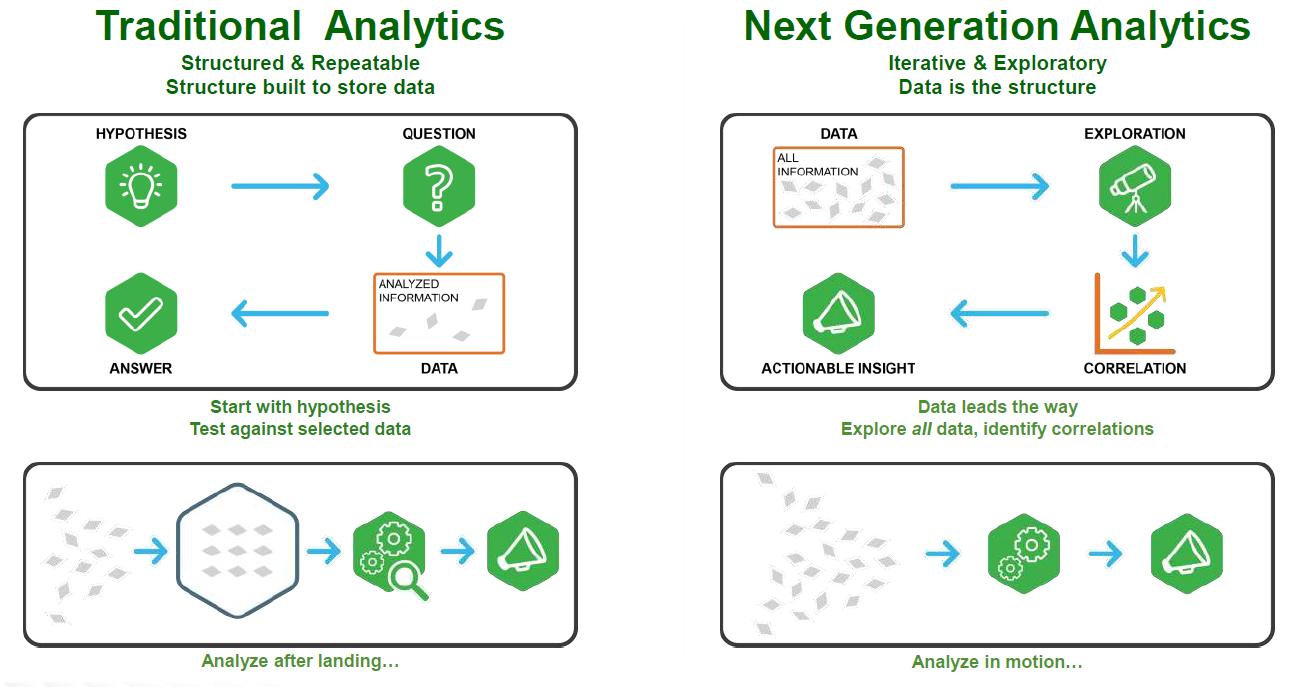 Traditional  Analytics
Structured & Repeatable
Structure built to store data
HYPOTHESIS
QUESTION
ANALYZED
INFORMATION
ANSWER
DATA
Start with hypothesis
Test against selected data
Analyze after landing…
Next Generation Analytics
Iterative & Exploratory
Data is the structure
DATA
EXPLORATION
ALL
INFORMATION
ACTIONABLE INSIGHT
CORRELATION
Data leads the way
Explore all data, identify correlations
Analyze in motion…